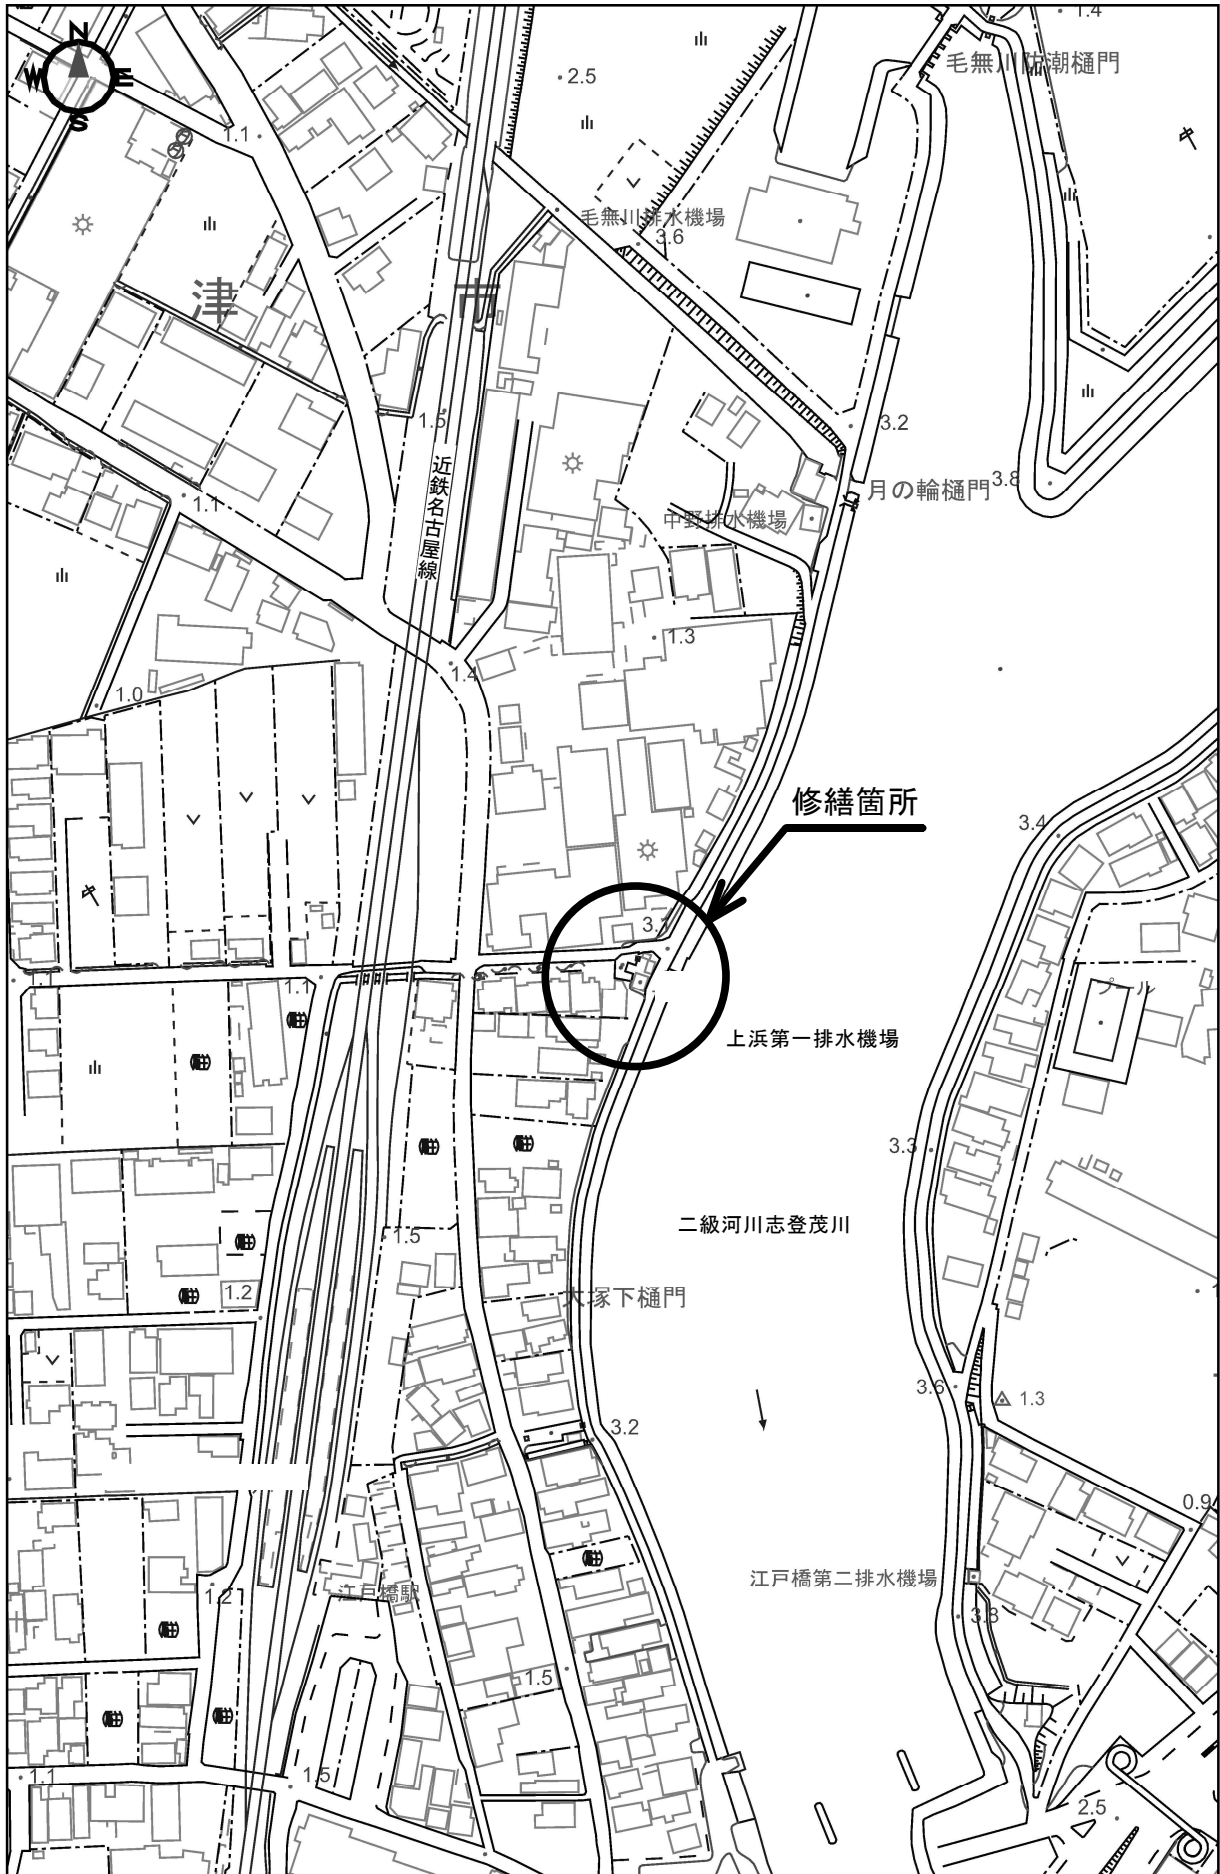 N
W E
S
1.4
毛無川防潮樋門
2.5
1.1
毛無川排水機場
3.6
津
市
1.5
3.2
近鉄名古屋線
月の輪樋門
3.8
1.1
中野排水機場
1.3
1.4
1.0
修繕箇所
3.4
3.1
1.1
1.1
プール
上浜第一排水機場
3.3
二級河川志登茂川
1.5
1.2
大塚下樋門
3.6
1.3
3.2
0.9
江戸橋第二排水機場
1.2
江戸橋駅
3.8
1.5
1.1
1.5
2.5